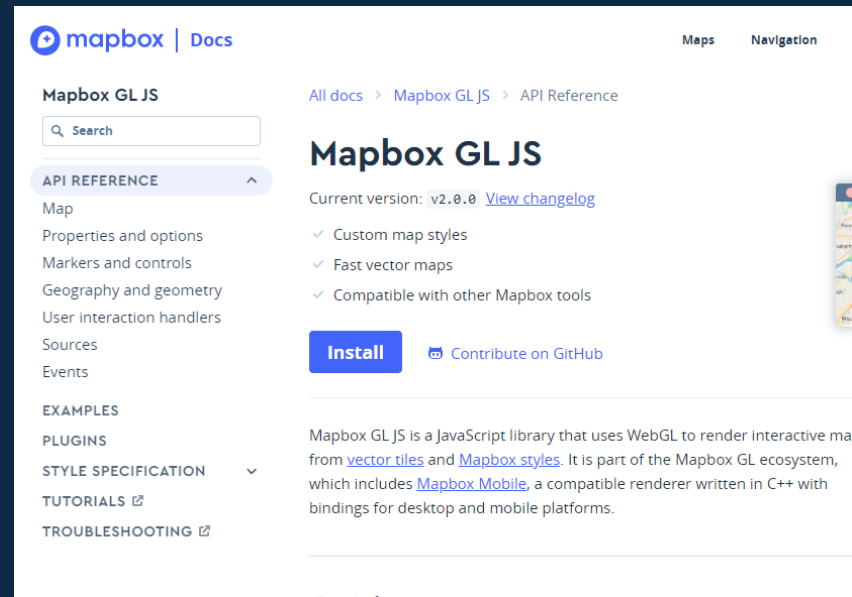 mapbox | Docs
Maps Navigation
Mapbox GL JS
Search
API REFERENCE
Map
Properties and options
Markers and controls
Geography and geometry
User interaction handlers
Sources
Events
EXAMPLES
PLUGINS
STYLE SPECIFICATION
TUTORIALS
TROUBLESHOOTING
All docs > Mapbox GL JS > API Reference
Mapbox GL JS
Current version: v2.0.0 View changelog
Custom map styles
Fast vector maps
Compatible with other Mapbox tools
Install Contribute on GitHub
Mapbox GL JS is a JavaScript library that uses WebGL to render interactive ma
from vector tiles and Mapbox styles. It is part of the Mapbox GL ecosystem,
which includes Mapbox Mobile, a compatible renderer written in C++ with
bindings for desktop and mobile platforms.